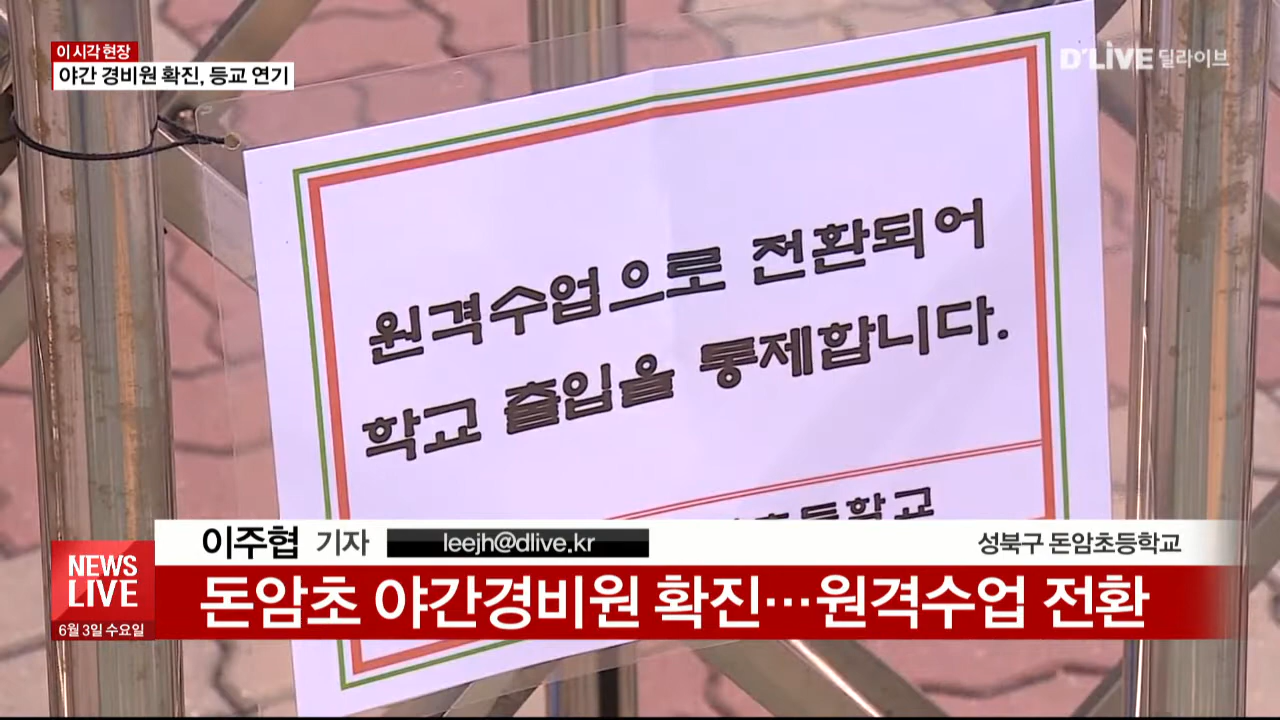 이 시각 현장
야간 경비원 확진, 등교 연기
D'LIVE 딜라이브
원격수업으로 전환되어
학교 출입을 통제합니다.
등학교
이주협 기자 leejh@dlive.kr
성북구 돈암초등학교
NEWS
LIVE
6월 3일 수요일
돈암초 야간경비원 확진…원격수업 전환